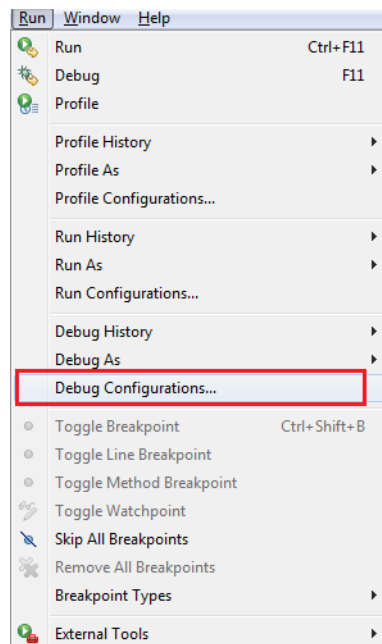 Run Window Help
Run Ctrl+F11
Debug F11
Profile
Profile History
Profile As
Profile Configurations...
Run History
Run As
Run Configurations...
Debug History
Debug As
Debug Configurations...
Toggle Breakpoint Ctrl+Shift+B
Toggle Line Breakpoint
Toggle Method Breakpoint
Toggle Watchpoint
Skip All Breakpoints
Remove All Breakpoints
Breakpoint Types
External Tools